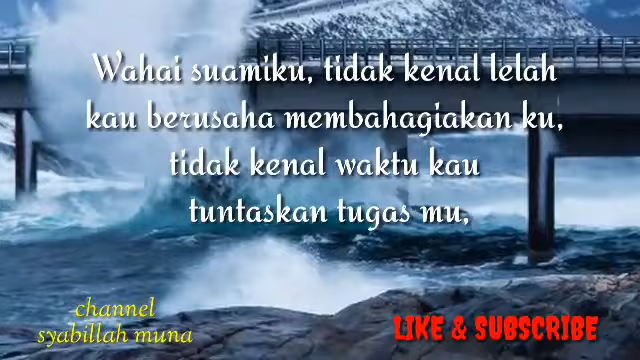 Wahai suamiku, tidak kenal lelah
kau berusaha membahagiakan ku,
tidak kenal waktu kau
tuntaskan tugas mu,
channel
syabillah muna
LIKE & SUBSCRIBE